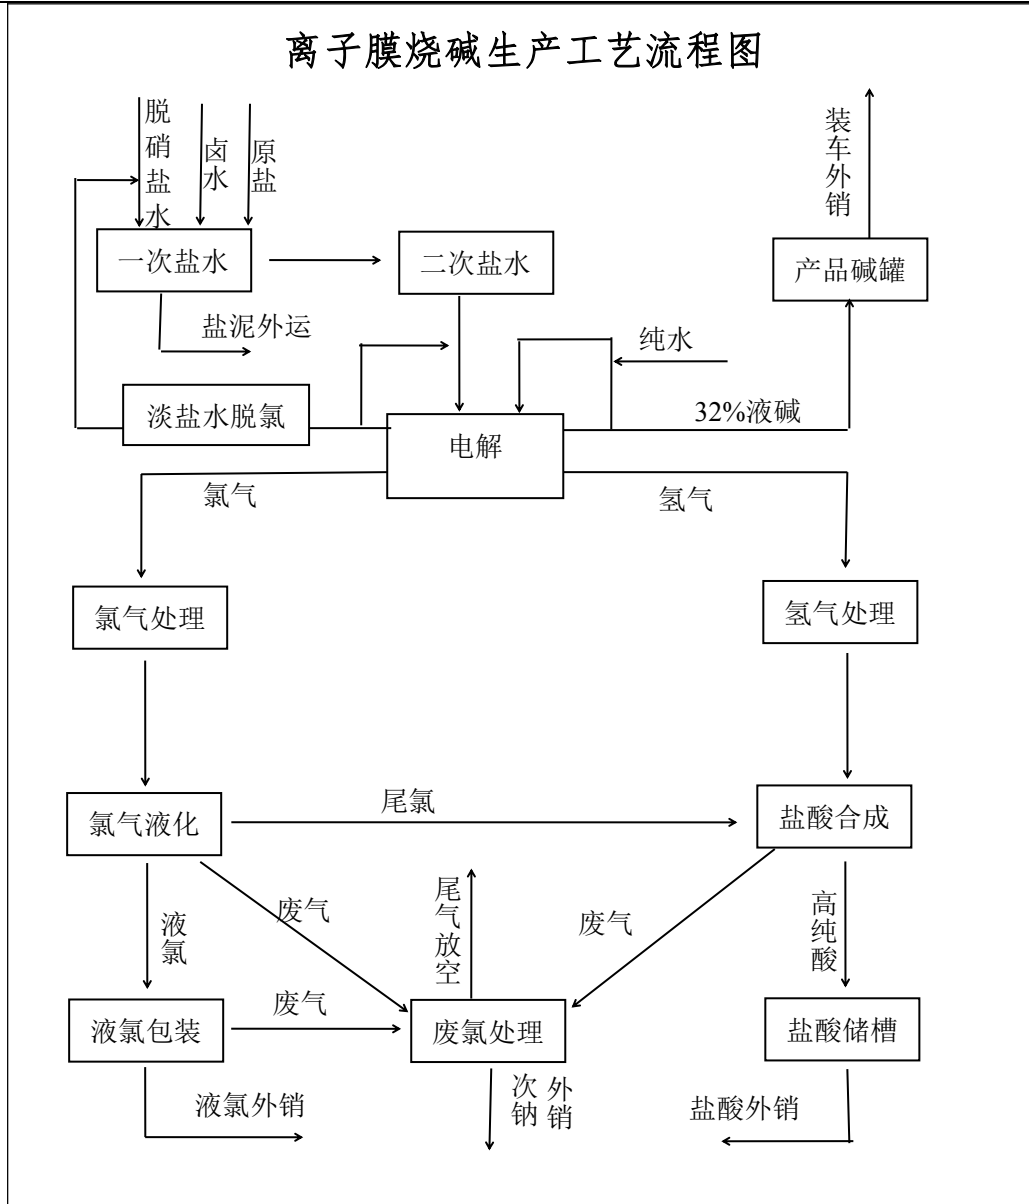 离子膜烧碱生产工艺流程图
脱硝盐水
卤水
原盐
装车外销
一次盐水
二次盐水
产品碱罐
盐泥外运
纯水
淡盐水脱氯
32%液碱
电解
氯气
氢气
氯气处理
氢气处理
尾氯
氯气液化
盐酸合成
废气
尾气放空
废气
液氯
高纯酸
废气
液氯包装
废氯处理
盐酸储槽
液氯外销
次钠
外销
盐酸外销